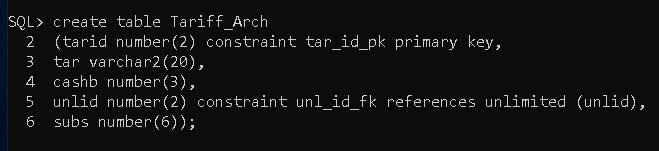 SQL> create table Tariff_Arch
2 (tarid number(2) constraint tar_id_pk primary key,
3 tar varchar2(20),
4 cashb number(3),
5 unlid number(2) constraint unl_id_fk references unlimited (unlid),
6 subs number(6));